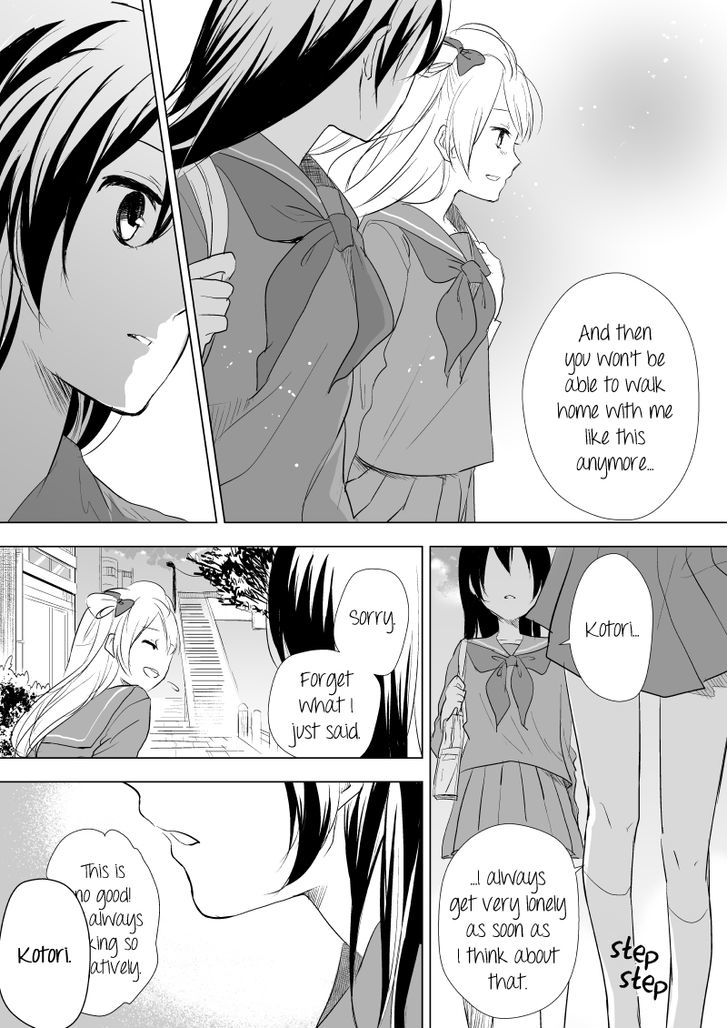 And then
you won't be
able to walk
home with me
like this
anymore...
Kotori...
...I always
get very lonely
as soon as
I think about
that.
step
step
Sorry.
Forget
what I
just said.
This is
no good!
always
king so
atively.
Kotori.